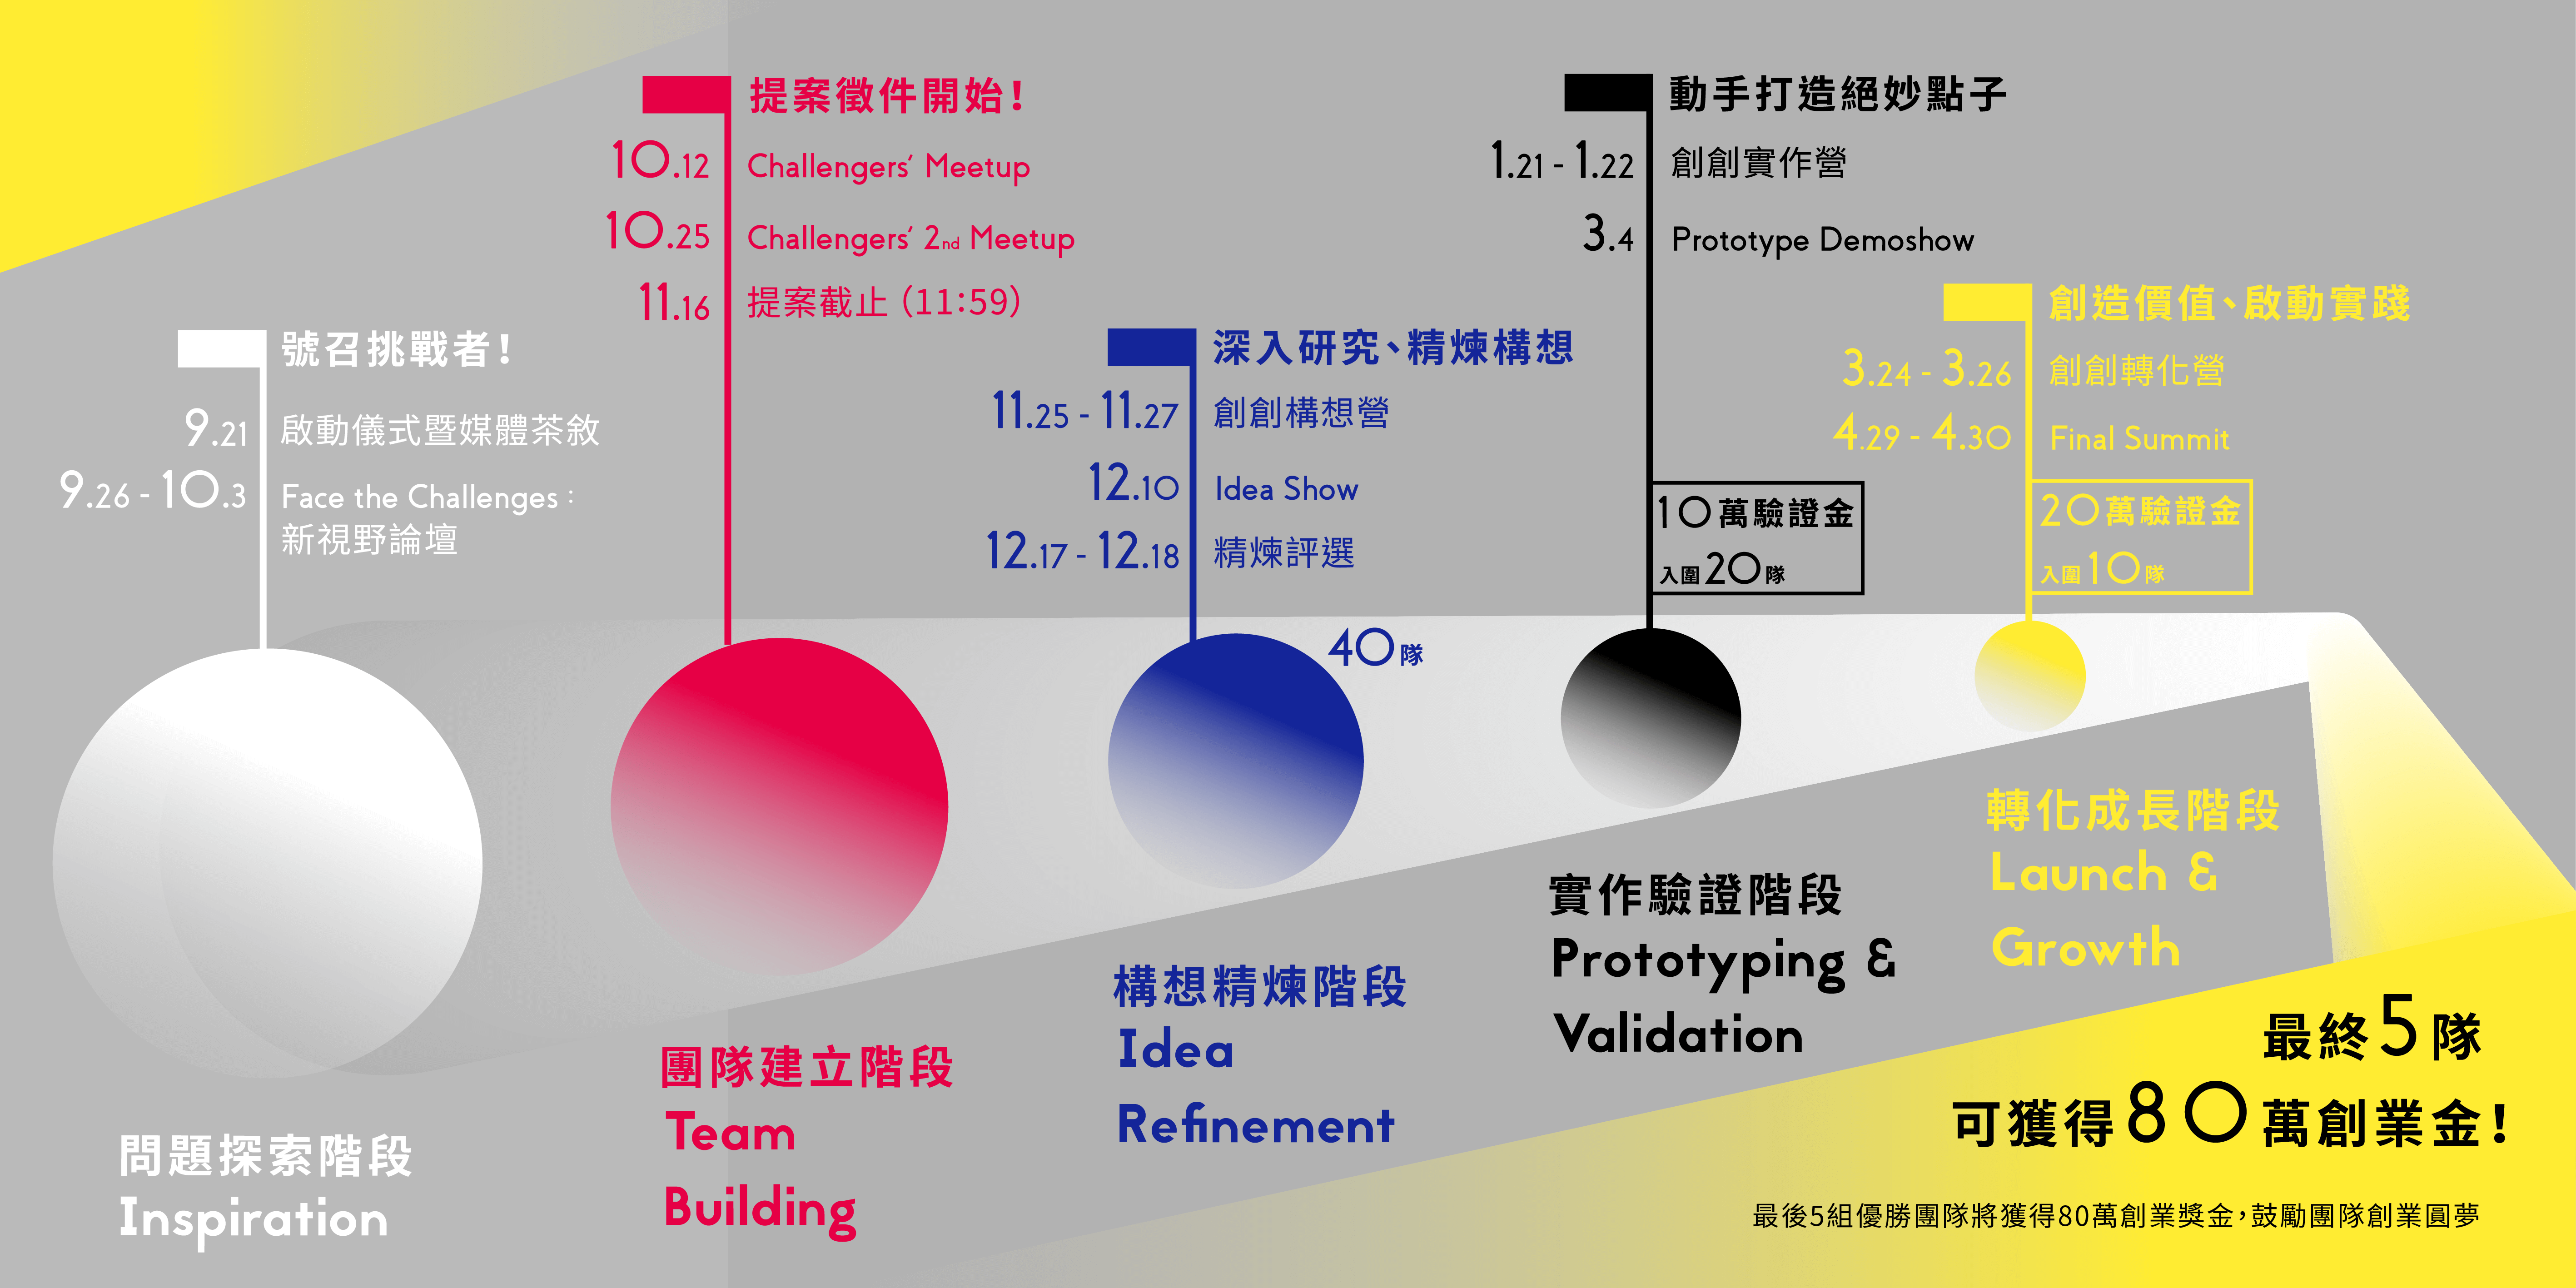 號召挑戰者!
9.21 啟動儀式暨媒體茶敘
9.26 - 10.3 Face the Challenges :
新視野論壇
問題探索階段
Inspiration
提案徵件開始!
10.12 Challengers' Meetup
10.25 Challengers' 2nd Meetup
11.16 提案截止 (11:59)
團隊建立階段
Team
Building
深入研究、精煉構想
11.25 - 11.27 創創構想營
12.10 Idea Show
12.17 - 12.18 精煉評選
40隊
構想精煉階段
Idea
Refinement
動手打造絕妙點子
1.21 - 1.22 創創實作營
3.4 Prototype Demoshow
10萬驗證金
入圍20隊
實作驗證階段
Prototyping &
Validation
創造價值、啟動實踐
3.24 - 3.26 創創轉化營
4.29 - 4.30 Final Summit
20萬驗證金
入圍10隊
轉化成長階段
Launch &
Growth
最終5隊
可獲得80萬創業金!
最後5組優勝團隊將獲得80萬創業獎金,鼓勵團隊創業圓夢